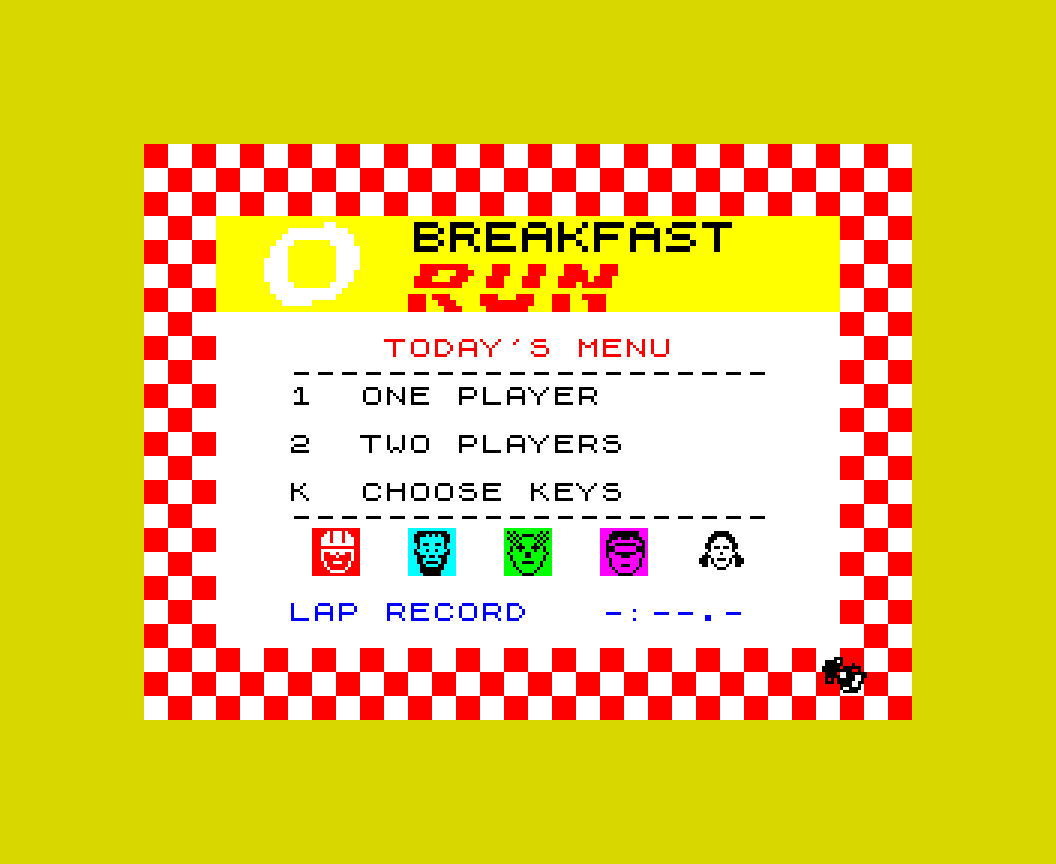 BREAKFAST
RUN
TODAY'S MENU
1 ONE PLAYER
2 TWO PLAYERS
K CHOOSE KEYS
LAP RECORD -:--.-